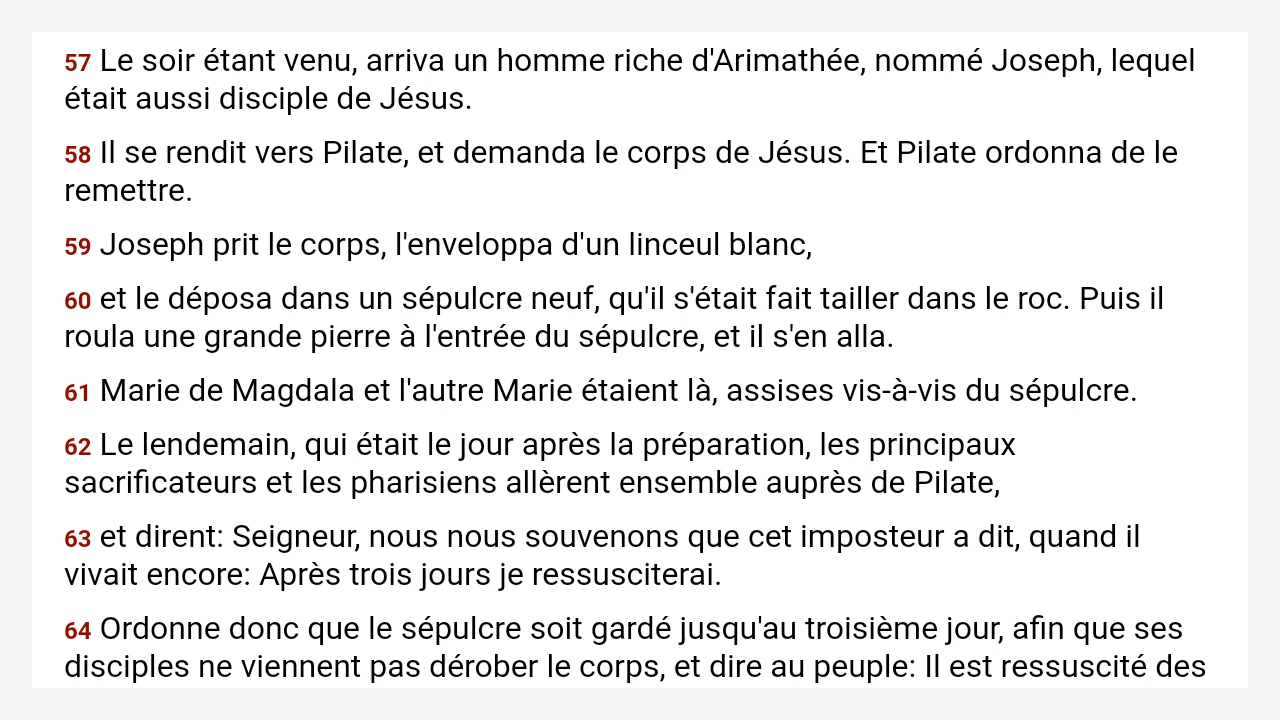 57 Le soir étant venu, arriva un homme riche d'Arimathée, nommé Joseph, lequel
était aussi disciple de Jésus.
58 Il se rendit vers Pilate, et demanda le corps de Jésus. Et Pilate ordonna de le
remettre.
59 Joseph prit le corps, l'enveloppa d'un linceul blanc,
60 et le déposa dans un sépulcre neuf, qu'il s'était fait tailler dans le roc. Puis il
roula une grande pierre à l'entrée du sépulcre, et il s'en alla.
61 Marie de Magdala et l'autre Marie étaient là, assises vis-à-vis du sépulcre.
62 Le lendemain, qui était le jour après la préparation, les principaux
sacrificateurs et les pharisiens allèrent ensemble auprès de Pilate,
63 et dirent: Seigneur, nous nous souvenons que cet imposteur a dit, quand il
vivait encore: Après trois jours je ressusciterai.
64 Ordonne donc que le sépulcre soit gardé jusqu'au troisième jour, afin que ses
disciples ne viennent pas dérober le corps, et dire au peuple: Il est ressuscité des